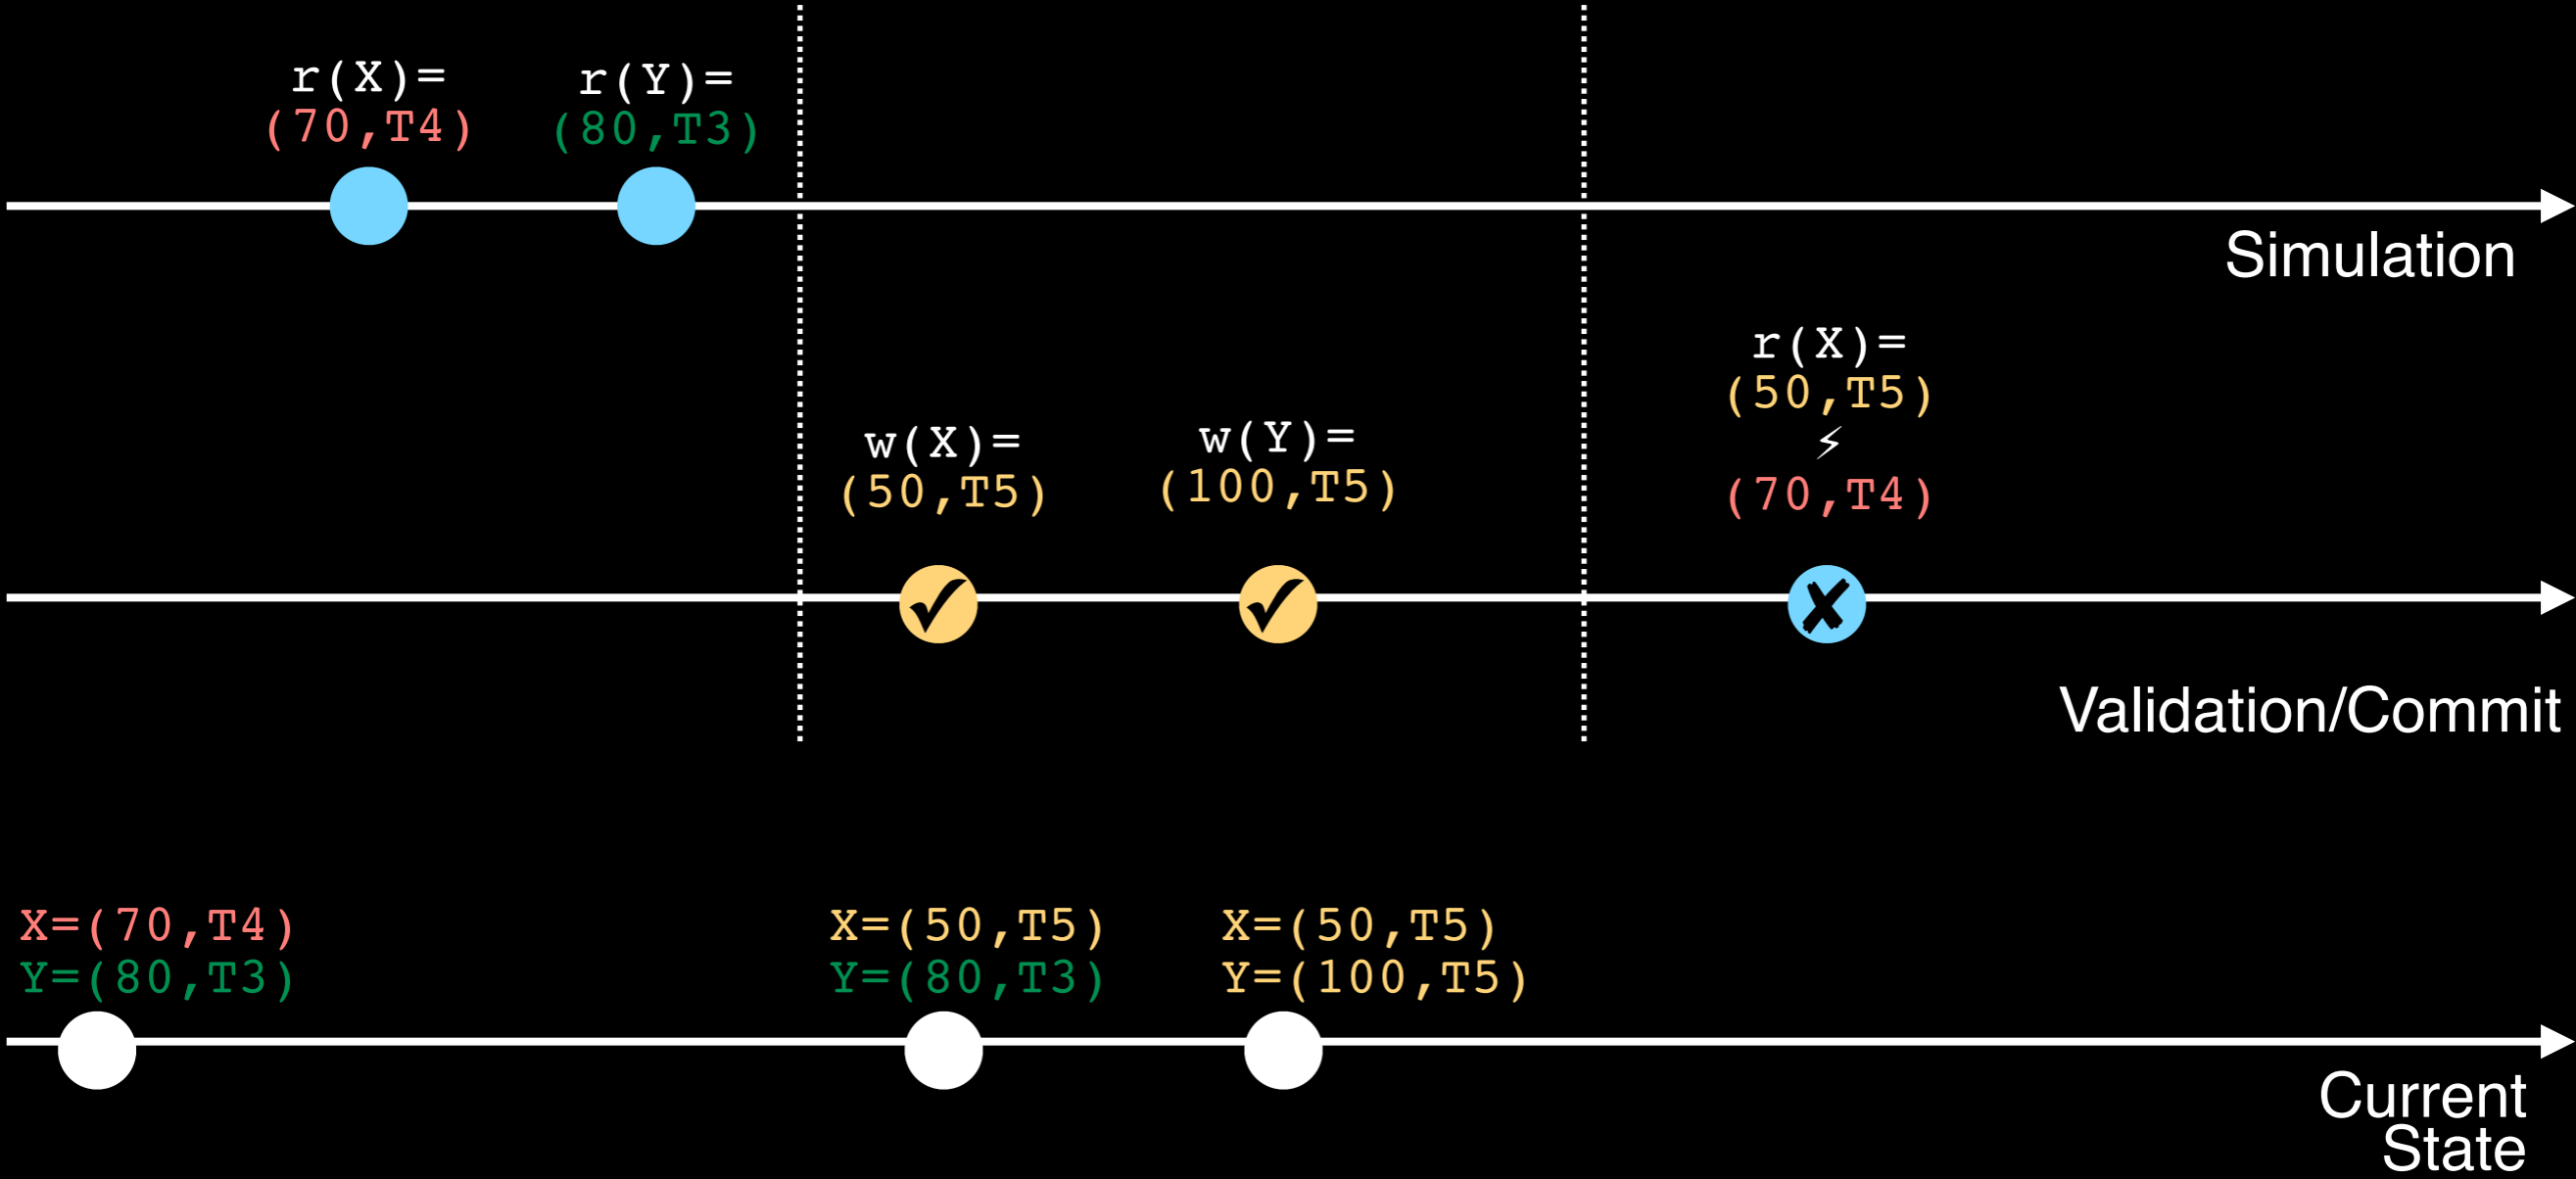 r(X)=
(70,T4)
r(Y)=
(80,T3)
Simulation
w(X)=
(50,T5)
w(Y)=
(100,T5)
r(X)=
(50,T5)
⚡
(70,T4)
✓
✓
✘
Validation/Commit
X=(70,T4)
Y=(80,T3)
X=(50,T5)
Y=(80,T3)
X=(50,T5)
Y=(100,T5)
Current
State